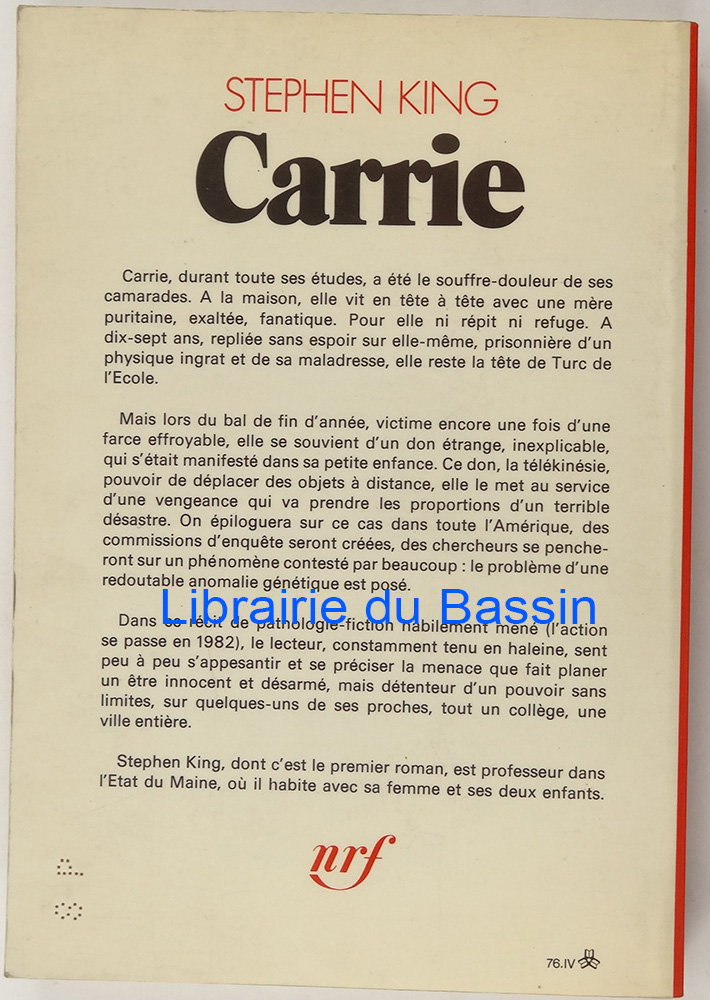 STEPHEN KING
Carrie
Carrie, durant toute ses études, a été le souffre-douleur de ses
camarades. A la maison, elle vit en tête à tête avec une mère
puritaine, exaltée, fanatique. Pour elle ni répit ni refuge. A
dix-sept ans, repliée sans espoir sur elle-même, prisonnière d'un
physique ingrat et de sa maladresse, elle reste la tête de Turc de
l'Ecole.
Mais lors du bal de fin d'année, victime encore une fois d'une
farce effroyable, elle se souvient d'un don étrange, inexplicable,
qui s'était manifesté dans sa petite enfance. Ce don, la télékinésie,
pouvoir de déplacer des objets à distance, elle le met au service
d'une vengeance qui va prendre les proportions d'un terrible
désastre. On épiloguera sur ce cas dans toute l'Amérique, des
commissions d'enquête seront créées, des chercheurs se penche-
ront sur un phénomène contesté par beaucoup : le problème d'une
redoutable anomalie génétique est posé.
Librairie du Bassin
Dans ce récit de pathologie-fiction habilement mené (l'action
se passe en 1982), le lecteur, constamment tenu en haleine, sent
peu à peu s'appesantir et se préciser la menace que fait planer
un être innocent et désarmé, mais détenteur d'un pouvoir sans
limites, sur quelques-uns de ses proches, tout un collège, une
ville entière.
Stephen King, dont c'est le premier roman, est professeur dans
l'Etat du Maine, où il habite avec sa femme et ses deux enfants.
nrf
76.IV